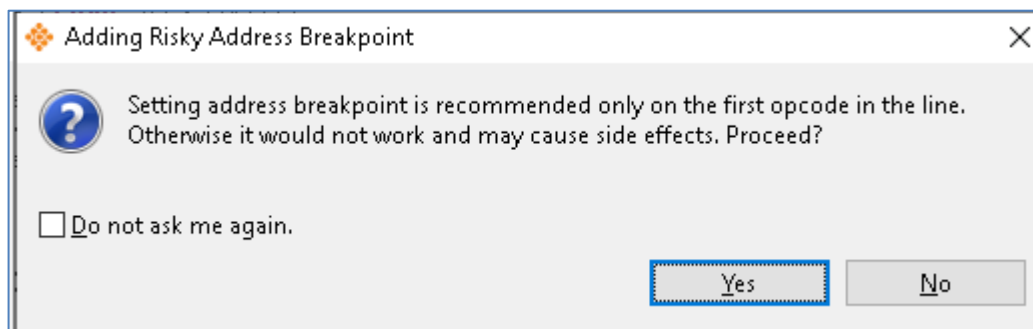 Adding Risky Address Breakpoint
Setting address breakpoint is recommended only on the first opcode in the line.
Otherwise it would not work and may cause side effects. Proceed?
Do not ask me again.
Yes
No